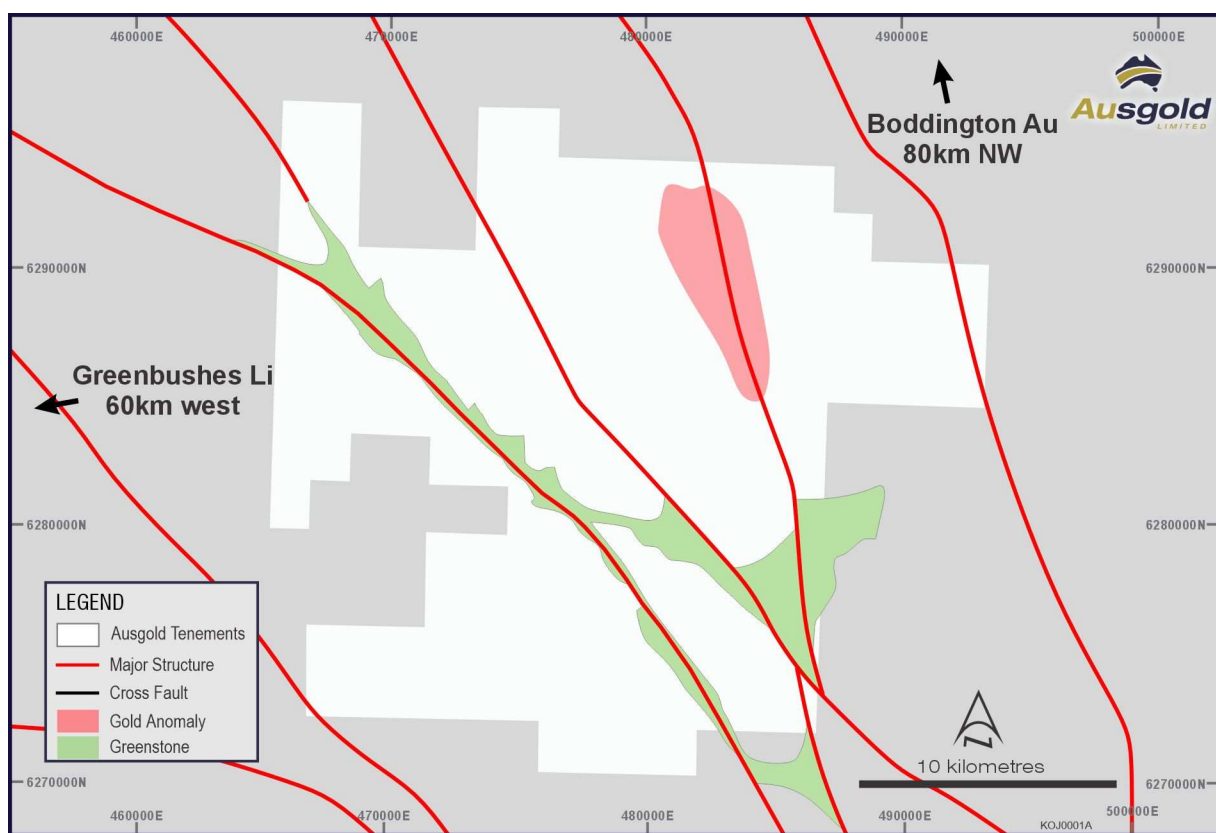 460000E
470000E
480000E
490000E
500000E
Ausgold
LIMITED
Boddington Au
80km NW
6290000N
6290000N
Greenbushes Li
60km west
6280000N
6280000N
LEGEND
Ausgold Tenements
Major Structure
Cross Fault
Gold Anomaly
Greenstone
N
10 kilometres
6270000N
6270000N
460000E
470000E
480000E
490000E
500000E
KOJ0001A